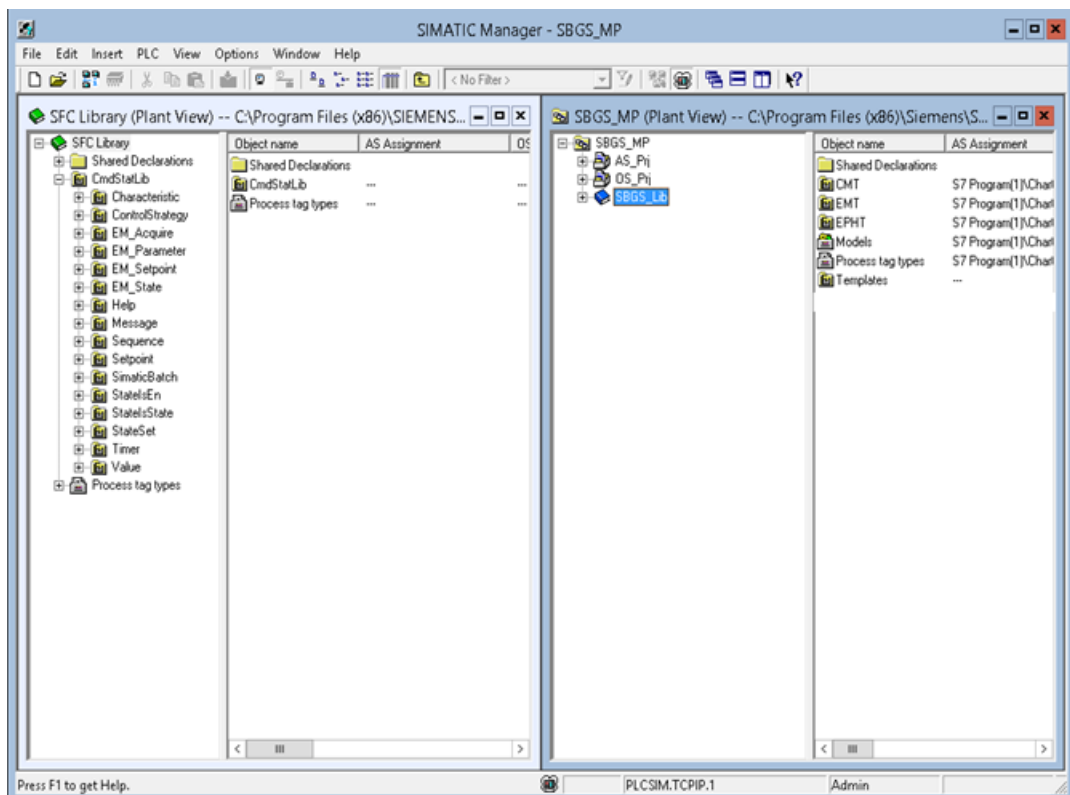 SIMATIC Manager - SBGS_MP
File Edit Insert PLC View Options Window Help
< No Filter >
SFC Library (Plant View) -- C:\Program Files (x86)\SIEMENS...
SFC Library
Shared Declarations
CmdStatLib
Characteristic
ControlStrategy
EM_Acquire
EM_Parameter
EM_Setpoint
EM_State
Help
Message
Sequence
Setpoint
SimaticBatch
StateIsEn
StateIsState
StateSet
Timer
Value
Process tag types
Object name AS Assignment OS
Shared Declarations
CmdStatLib --- ---
Process tag types --- ---
SBGS_MP (Plant View) -- C:\Program Files (x86)\Siemens\S...
SBGS_MP
AS_Prj
OS_Prj
SBGS_Lib
Object name AS Assignment
Shared Declarations
CMT S7 Program(1)\Chart
EMT S7 Program(1)\Chart
EPHT S7 Program(1)\Chart
Models S7 Program(1)\Chart
Process tag types S7 Program(1)\Chart
Templates ---
Press F1 to get Help. PLCSIM.TCPIP.1 Admin